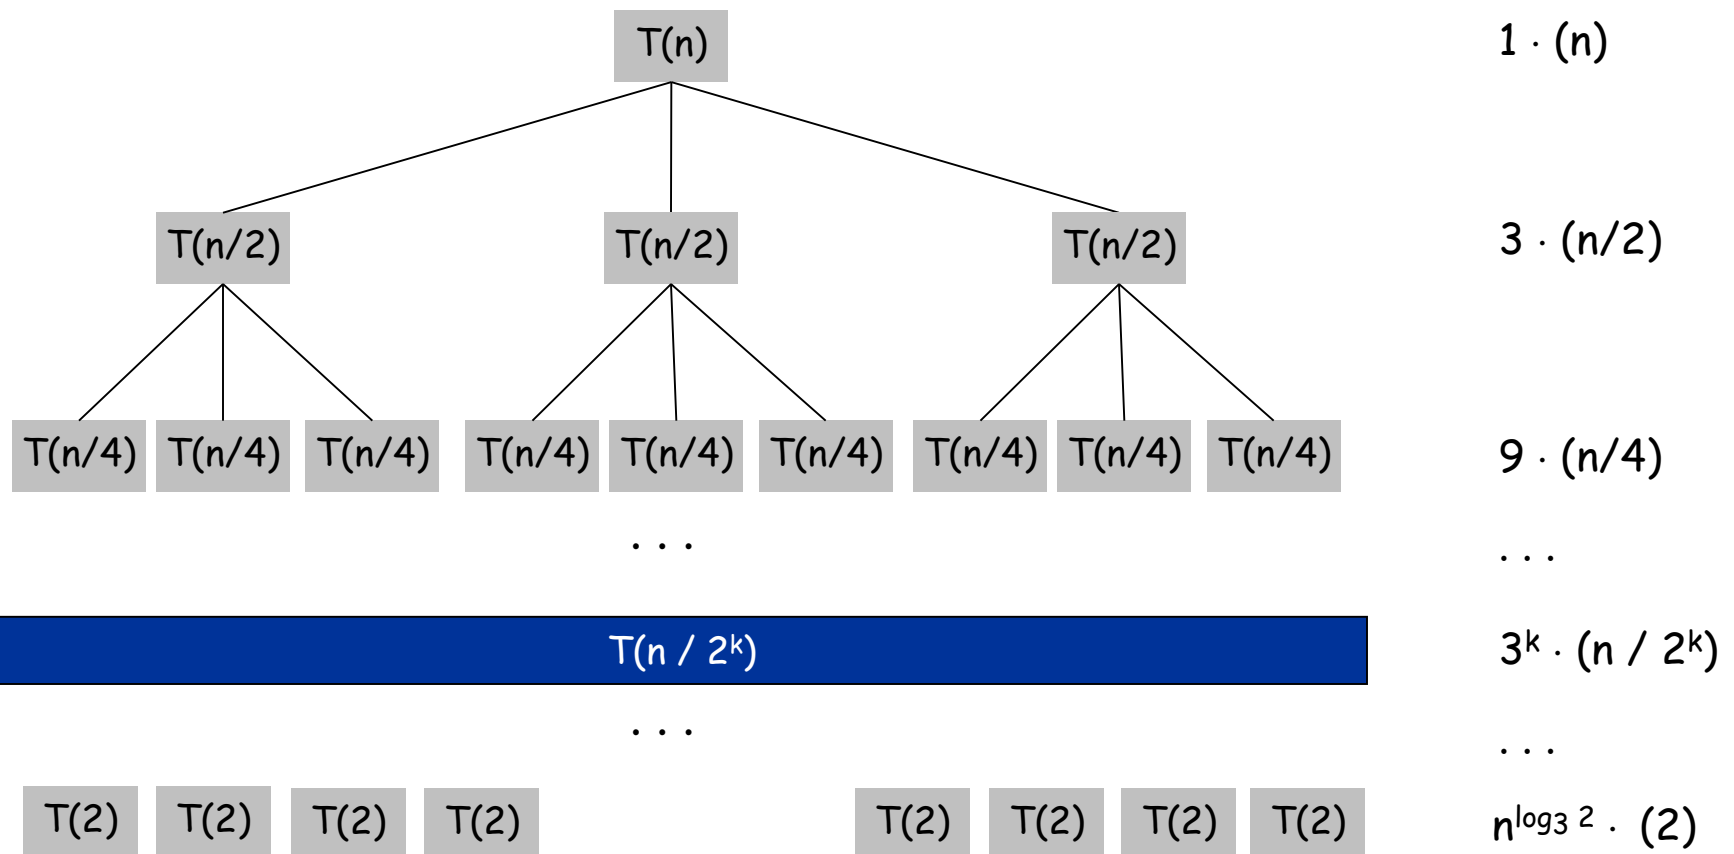 T(n) 1 · (n)
T(n/2) T(n/2) T(n/2) 3 · (n/2)
T(n/4) T(n/4) T(n/4) T(n/4) T(n/4) T(n/4) T(n/4) T(n/4) T(n/4) 9 · (n/4)
. . . . . .
T(n / 2ᵏ) 3ᵏ · (n / 2ᵏ)
. . . . . .
T(2) T(2) T(2) T(2) T(2) T(2) T(2) T(2) n^(log₃ 2) · (2)